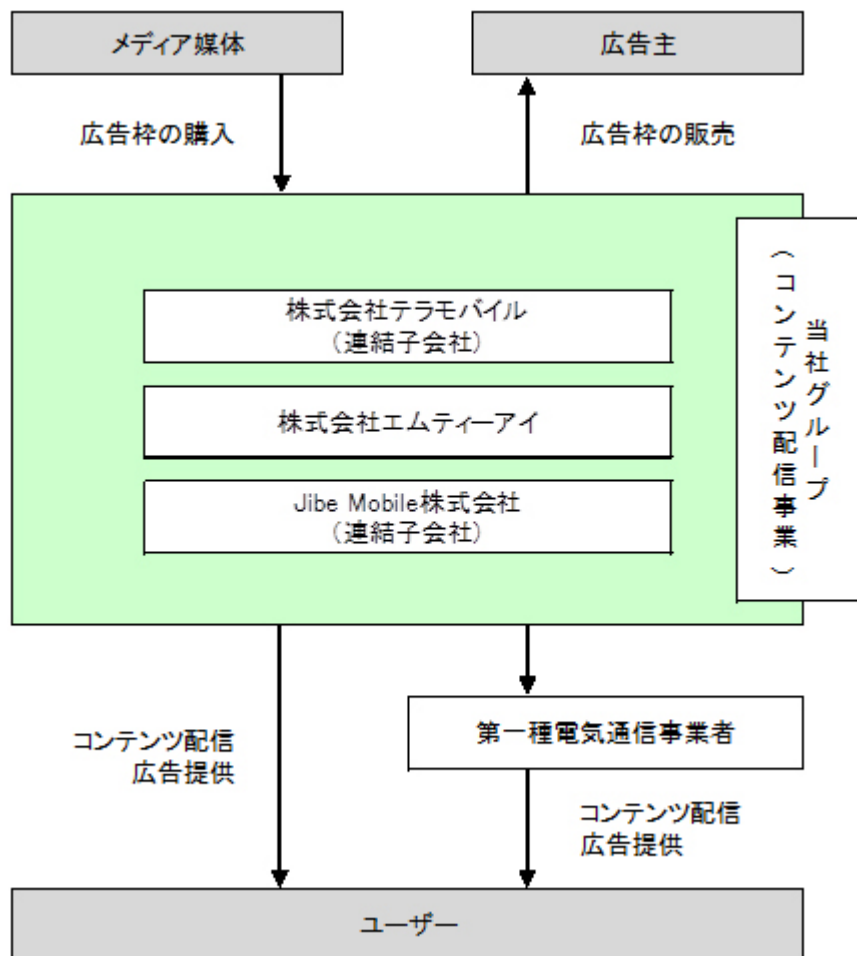 メディア媒体
広告主
広告枠の購入
広告枠の販売
株式会社テラモバイル
(連結子会社)
株式会社エムティーアイ
Jibe Mobile株式会社
(連結子会社)
当社グループ
(コンテンツ配信事業)
第一種電気通信事業者
コンテンツ配信
広告提供
コンテンツ配信
広告提供
ユーザー